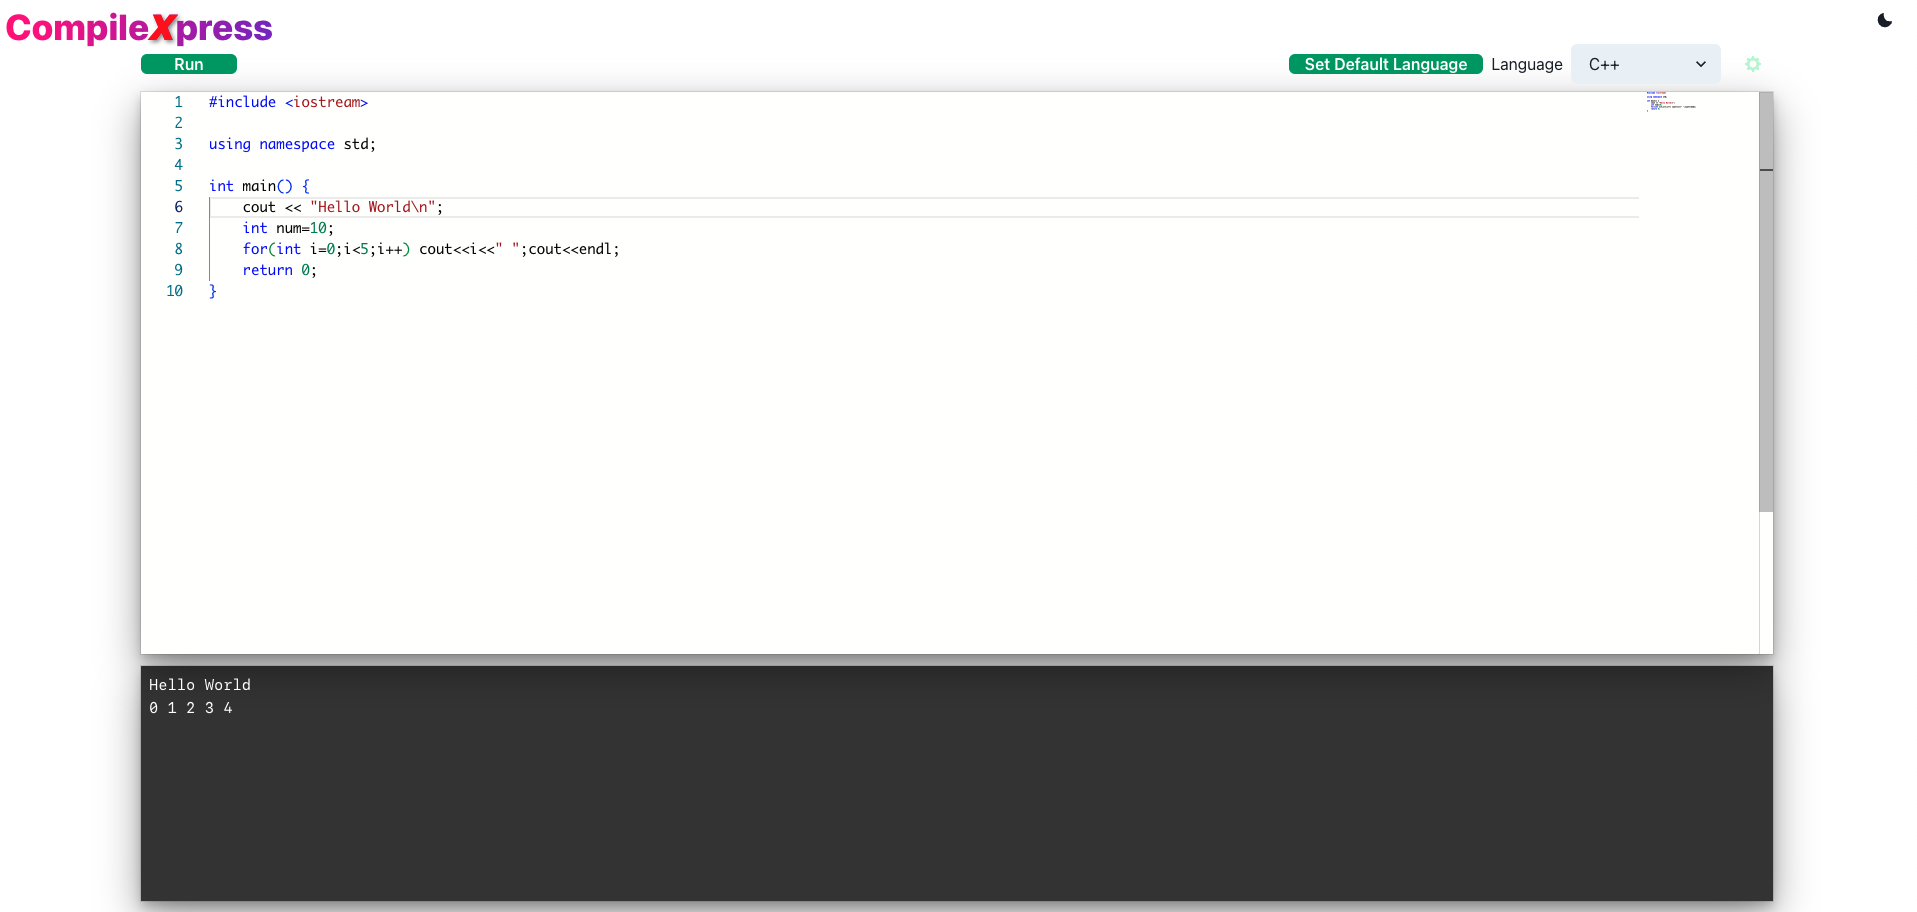 CompileXpress
Run
Set Default Language Language C++
1 #include <iostream>
2
3 using namespace std;
4
5 int main() {
6     cout << "Hello World\n";
7     int num=10;
8     for(int i=0;i<5;i++) cout<<i<<" ";cout<<endl;
9     return 0;
10 }
Hello World
0 1 2 3 4